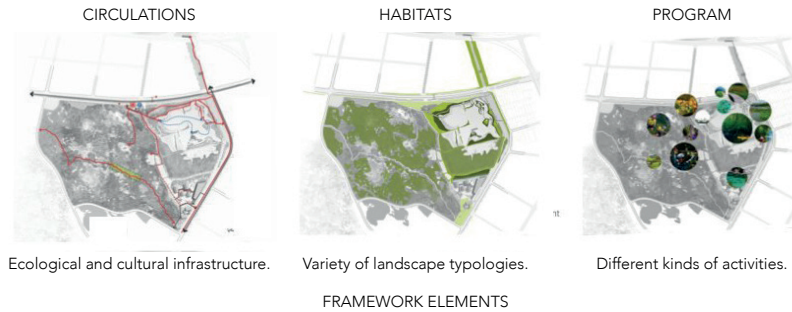 CIRCULATIONS
HABITATS
PROGRAM
Ecological and cultural infrastructure.
Variety of landscape typologies.
Different kinds of activities.
FRAMEWORK ELEMENTS